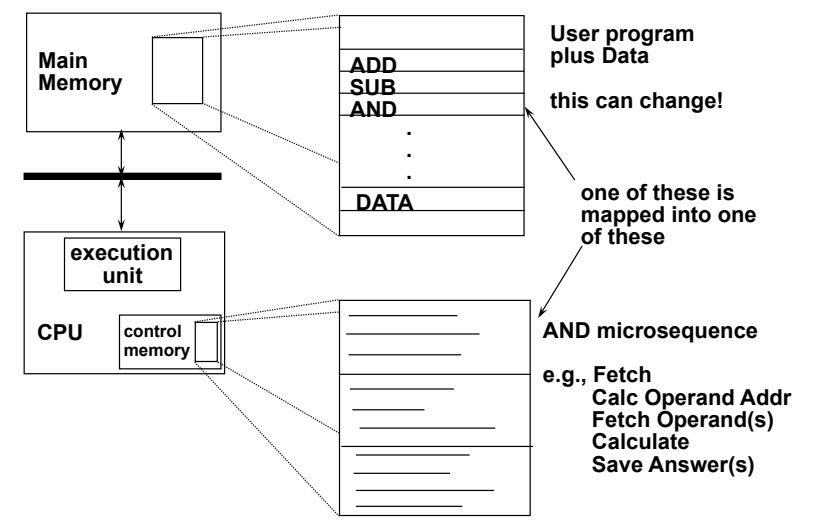 Main
Memory
ADD
SUB
AND
.
.
.
DATA
User program
plus Data
this can change!
one of these is
mapped into one
of these
execution
unit
CPU
control
memory
AND microsequence
e.g., Fetch
Calc Operand Addr
Fetch Operand(s)
Calculate
Save Answer(s)